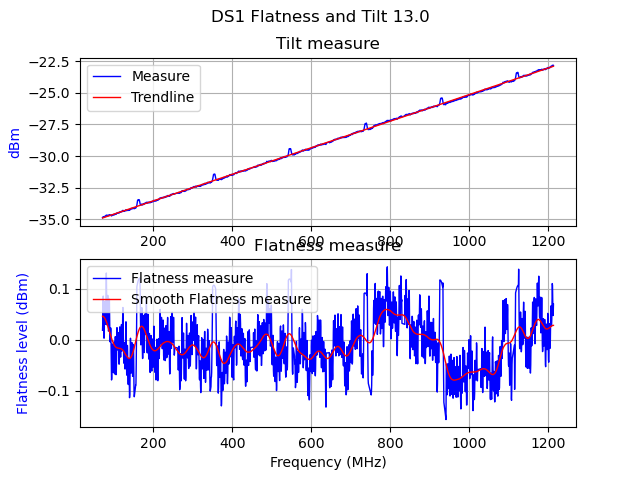 DS1 Flatness and Tilt 13.0
Tilt measure
−22.5
−25.0
−27.5
−30.0
−32.5
−35.0
dBm
Measure
Trendline
200 400 600 800 1000 1200
Flatness measure
0.1
0.0
−0.1
Flatness level (dBm)
Flatness measure
Smooth Flatness measure
200 400 600 800 1000 1200
Frequency (MHz)